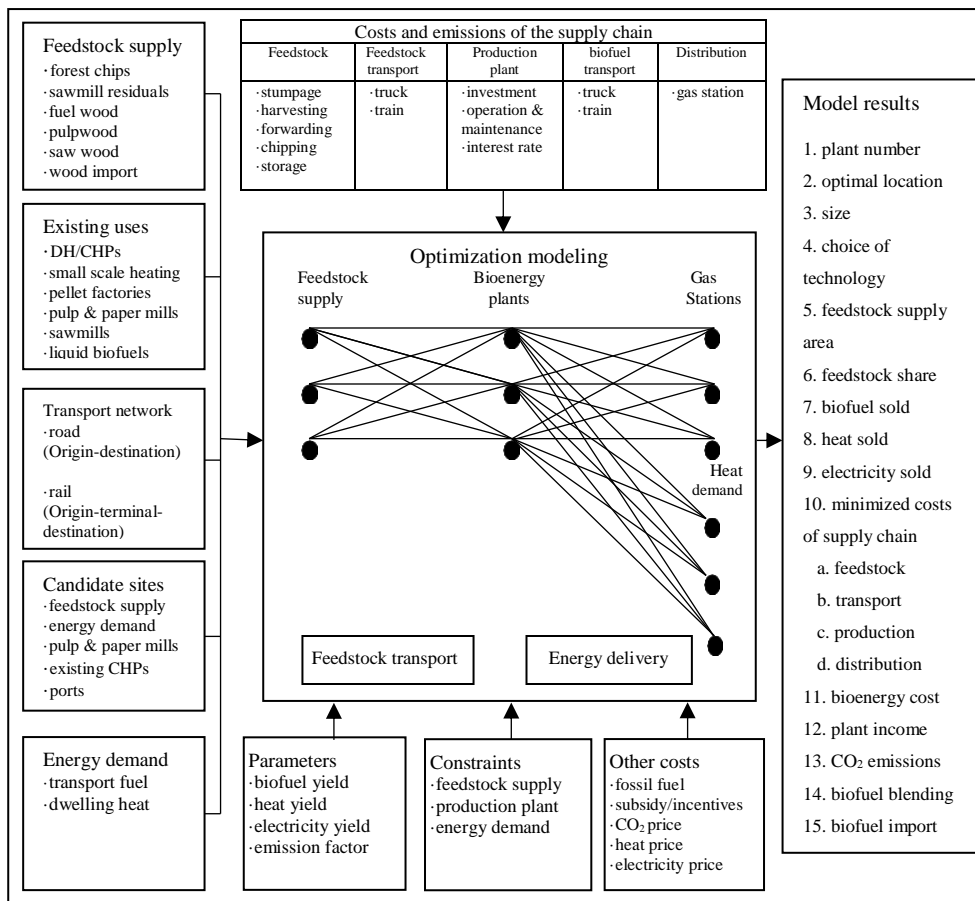 Feedstock supply
·forest chips
·sawmill residuals
·fuel wood
·pulpwood
·saw wood
·wood import
Existing uses
·DH/CHPs
·small scale heating
·pellet factories
·pulp & paper mills
·sawmills
·liquid biofuels
Transport network
·road
(Origin-destination)
·rail
(Origin-terminal-
destination)
Candidate sites
·feedstock supply
·energy demand
·pulp & paper mills
·existing CHPs
·ports
Energy demand
·transport fuel
·dwelling heat
Costs and emissions of the supply chain
Feedstock
·stumpage
·harvesting
·forwarding
·chipping
·storage
Feedstock
transport
·truck
·train
Production
plant
·investment
·operation &
maintenance
·interest rate
biofuel
transport
·truck
·train
Distribution
·gas station
Optimization modeling
Feedstock
supply
Bioenergy
plants
Gas
Stations
Heat
demand
Feedstock transport
Energy delivery
Parameters
·biofuel yield
·heat yield
·electricity yield
·emission factor
Constraints
·feedstock supply
·production plant
·energy demand
Other costs
·fossil fuel
·subsidy/incentives
·CO₂ price
·heat price
·electricity price
Model results
1. plant number
2. optimal location
3. size
4. choice of
technology
5. feedstock supply
area
6. feedstock share
7. biofuel sold
8. heat sold
9. electricity sold
10. minimized costs
of supply chain
a. feedstock
b. transport
c. production
d. distribution
11. bioenergy cost
12. plant income
13. CO₂ emissions
14. biofuel blending
15. biofuel import